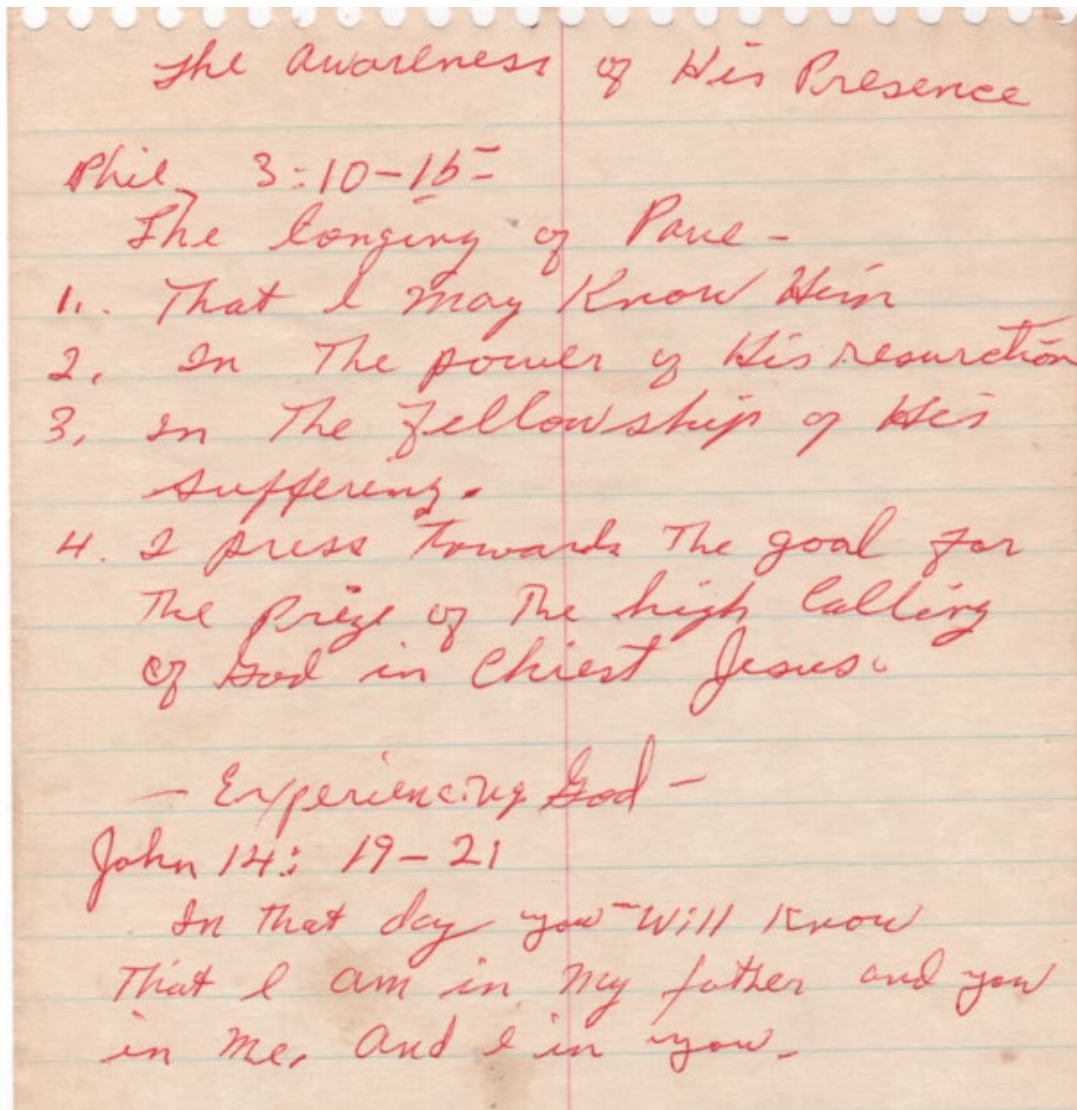 The Awareness of His Presence
Phil, 3:10-15
The longing of Paul -
1. That I may Know Him
2. In The power of His resurction
3. In The Fellowship of His
suffering.
4. I press Towards The goal for
The prize of The high Calling
of God in Christ Jesus.
- Experiencing God -
John 14: 19-21
In that day you Will Know
That I am in My father and you
in Me, and I in you.